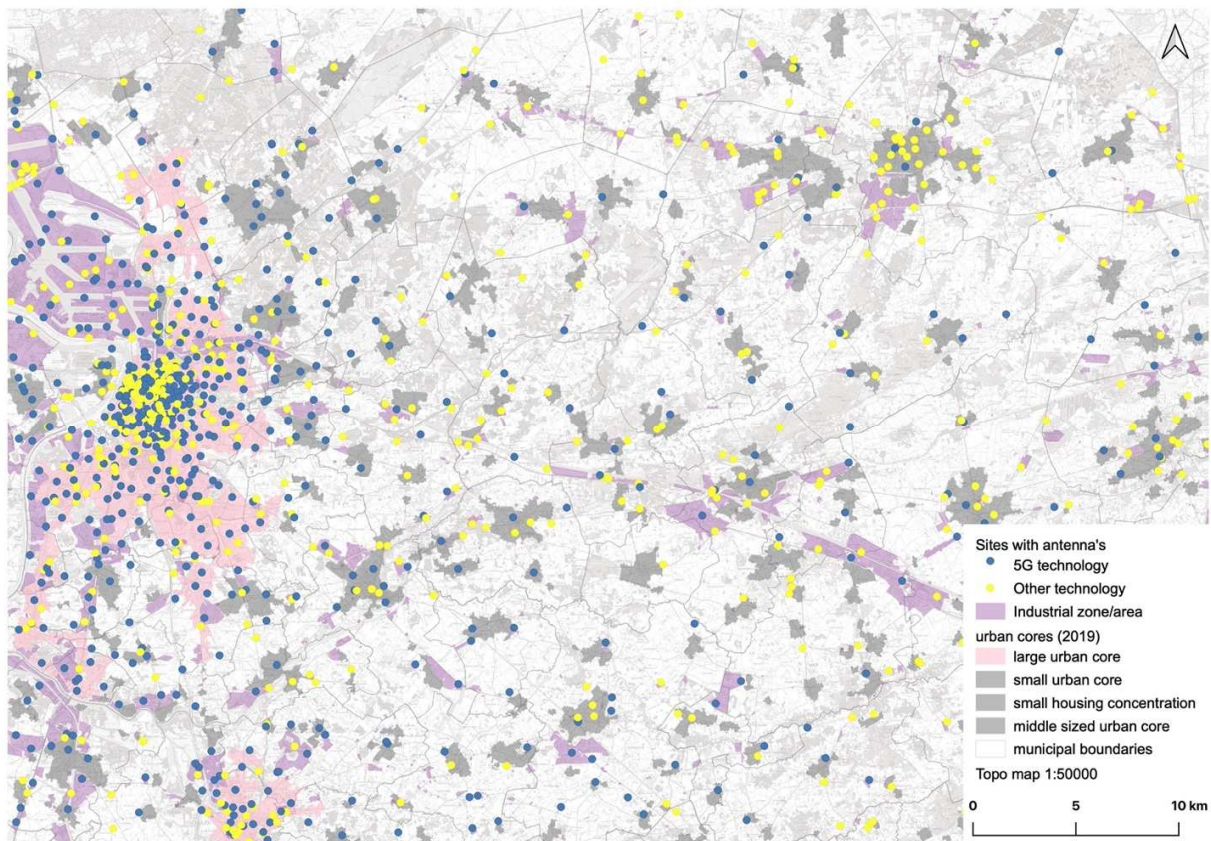 Sites with antenna's
5G technology
Other technology
Industrial zone/area
urban cores (2019)
large urban core
small urban core
small housing concentration
middle sized urban core
municipal boundaries
Topo map 1:50000
0 5 10 km